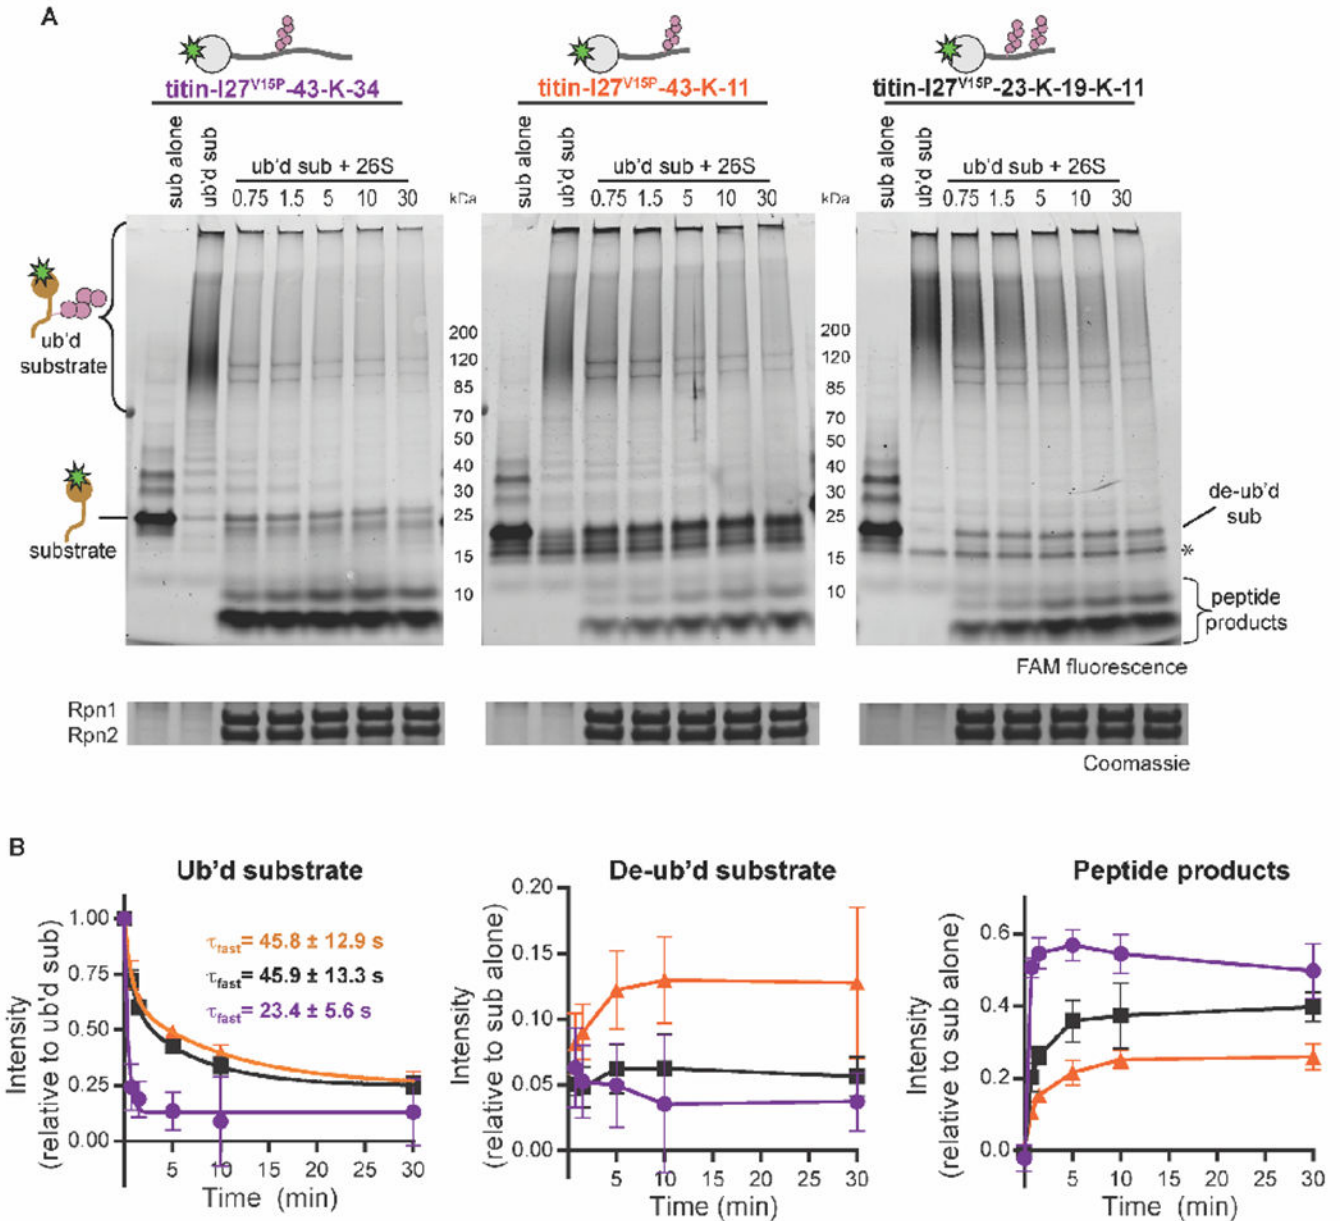 A
titin-I27V15P-43-K-34
titin-I27V15P-43-K-11
titin-I27V15P-23-K-19-K-11
sub alone
ub'd sub
ub'd sub + 26S
0.75 1.5 5 10 30
kDa
sub alone
ub'd sub
ub'd sub + 26S
0.75 1.5 5 10 30
kDa
sub alone
ub'd sub
ub'd sub + 26S
0.75 1.5 5 10 30
ub'd
substrate
substrate
200
120
85
70
50
40
30
25
15
10
200
120
85
70
50
40
30
25
15
10
de-ub'd
sub
*
peptide
products
FAM fluorescence
Rpn1
Rpn2
Coomassie
B
Ub'd substrate
Intensity
(relative to ub'd sub)
1.00
0.75
0.50
0.25
0.00
τfast= 45.8 ± 12.9 s
τfast= 45.9 ± 13.3 s
τfast= 23.4 ± 5.6 s
5 10 15 20 25 30
Time (min)
De-ub'd substrate
Intensity
(relative to sub alone)
0.20
0.15
0.10
0.05
0.00
5 10 15 20 25 30
Time (min)
Peptide products
Intensity
(relative to sub alone)
0.6
0.4
0.2
0.0
5 10 15 20 25 30
Time (min)